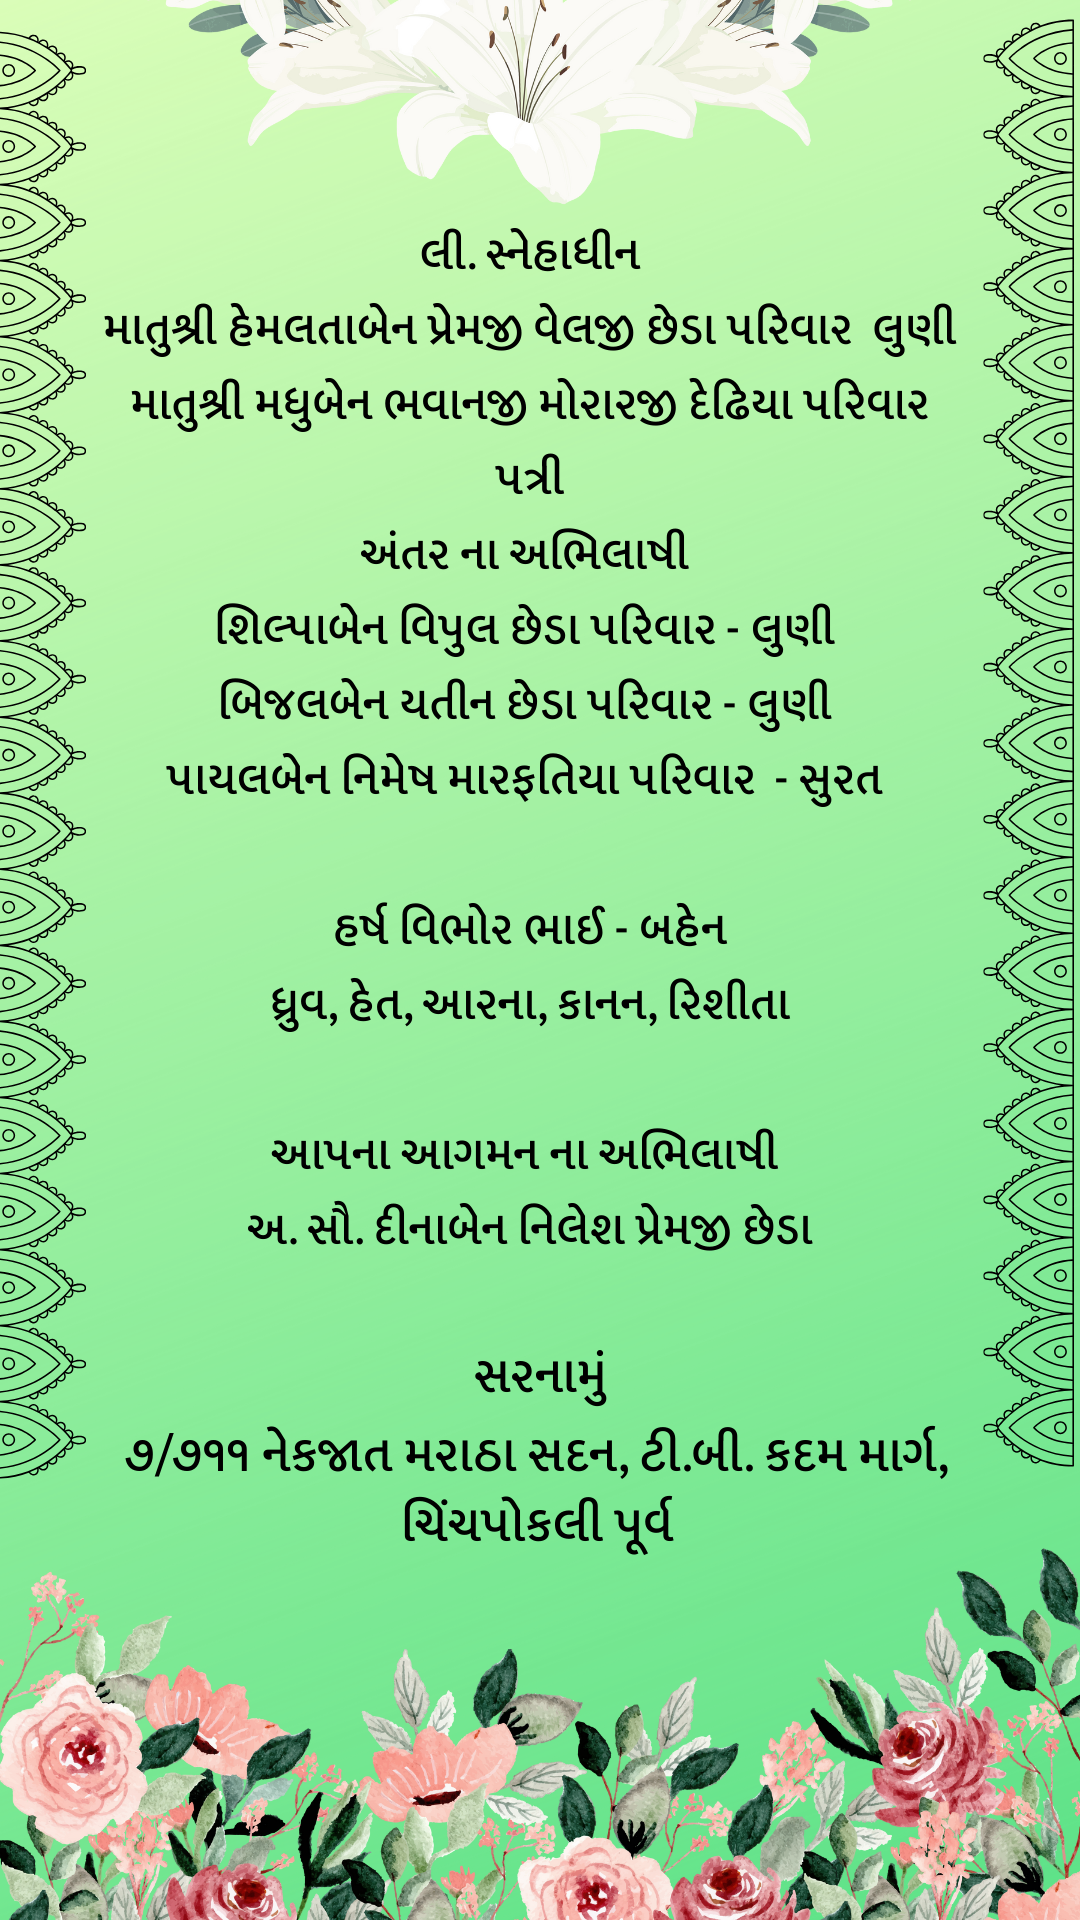 લી. સ્નેહાધીન
માતુશ્રી હેમલતાબેન પ્રેમજી વેલજી છેડા પરિવાર  લુણી
માતુશ્રી મધુબેન ભવાનજી મોરારજી દેઢિયા પરિવાર
પત્રી
અંતર ના અભિલાષી
શિલ્પાબેન વિપુલ છેડા પરિવાર - લુણી
બિજલબેન યતીન છેડા પરિવાર - લુણી
પાયલબેન નિમેષ મારફતિયા પરિવાર  - સુરત
હર્ષ વિભોર ભાઈ - બહેન
ધ્રુવ, હેત, આરના, કાનન, રિશીતા
આપના આગમન ના અભિલાષી
અ. સૌ. દીનાબેન નિલેશ પ્રેમજી છેડા
સરનામું
૭/૭૧૧ નેકજાત મરાઠા સદન, ટી.બી. કદમ માર્ગ,
ચિંચપોકલી પૂર્વ